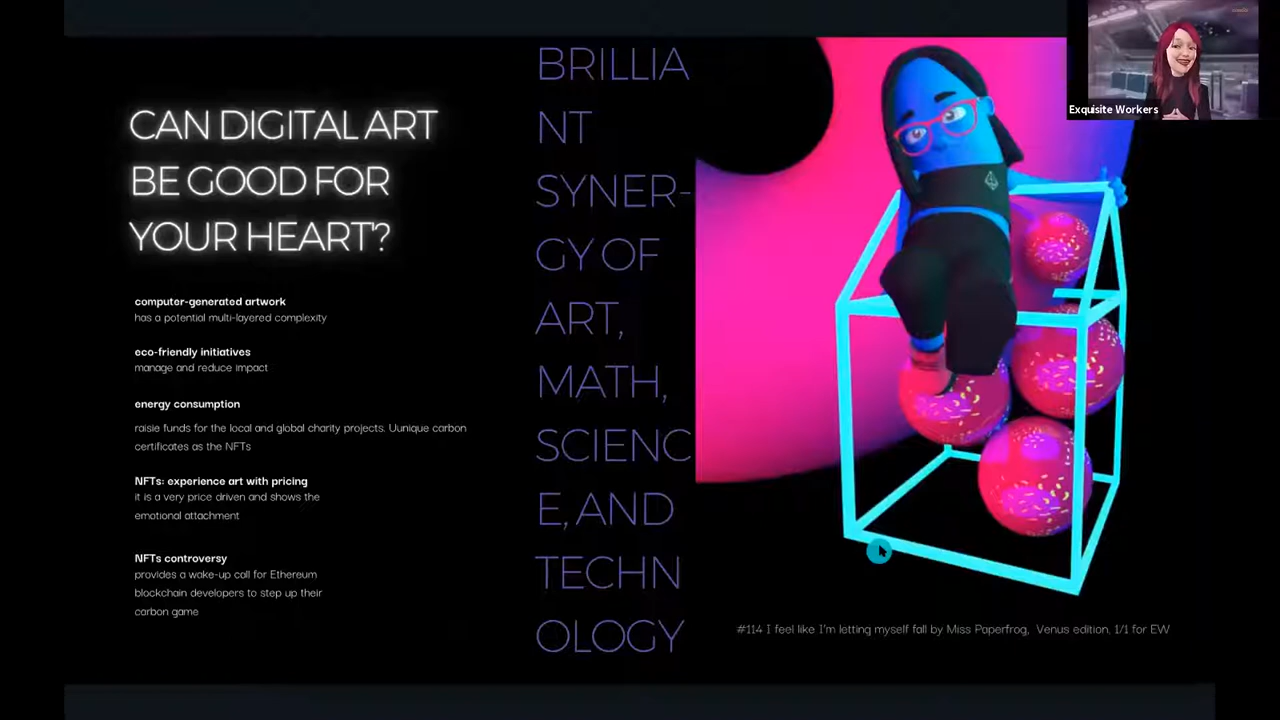 CAN DIGITAL ART
BE GOOD FOR
YOUR HEART?
computer-generated artwork
has a potential multi-layered complexity
eco-friendly initiatives
manage and reduce impact
energy consumption
raisie funds for the local and global charity projects. Uunique carbon
certificates as the NFTs
NFTs: experience art with pricing
it is a very price driven and shows the
emotional attachment
NFTs controversy
provides a wake-up call for Ethereum
blockchain developers to step up their
carbon game
BRILLIA
NT
SYNER-
GY OF
ART,
MATH,
SCIENC
E, AND
TECHN
OLOGY
#114 I feel like I'm letting myself fall by Miss Paperfrog, Venus edition, 1/1 for EW
Exquisite Workers